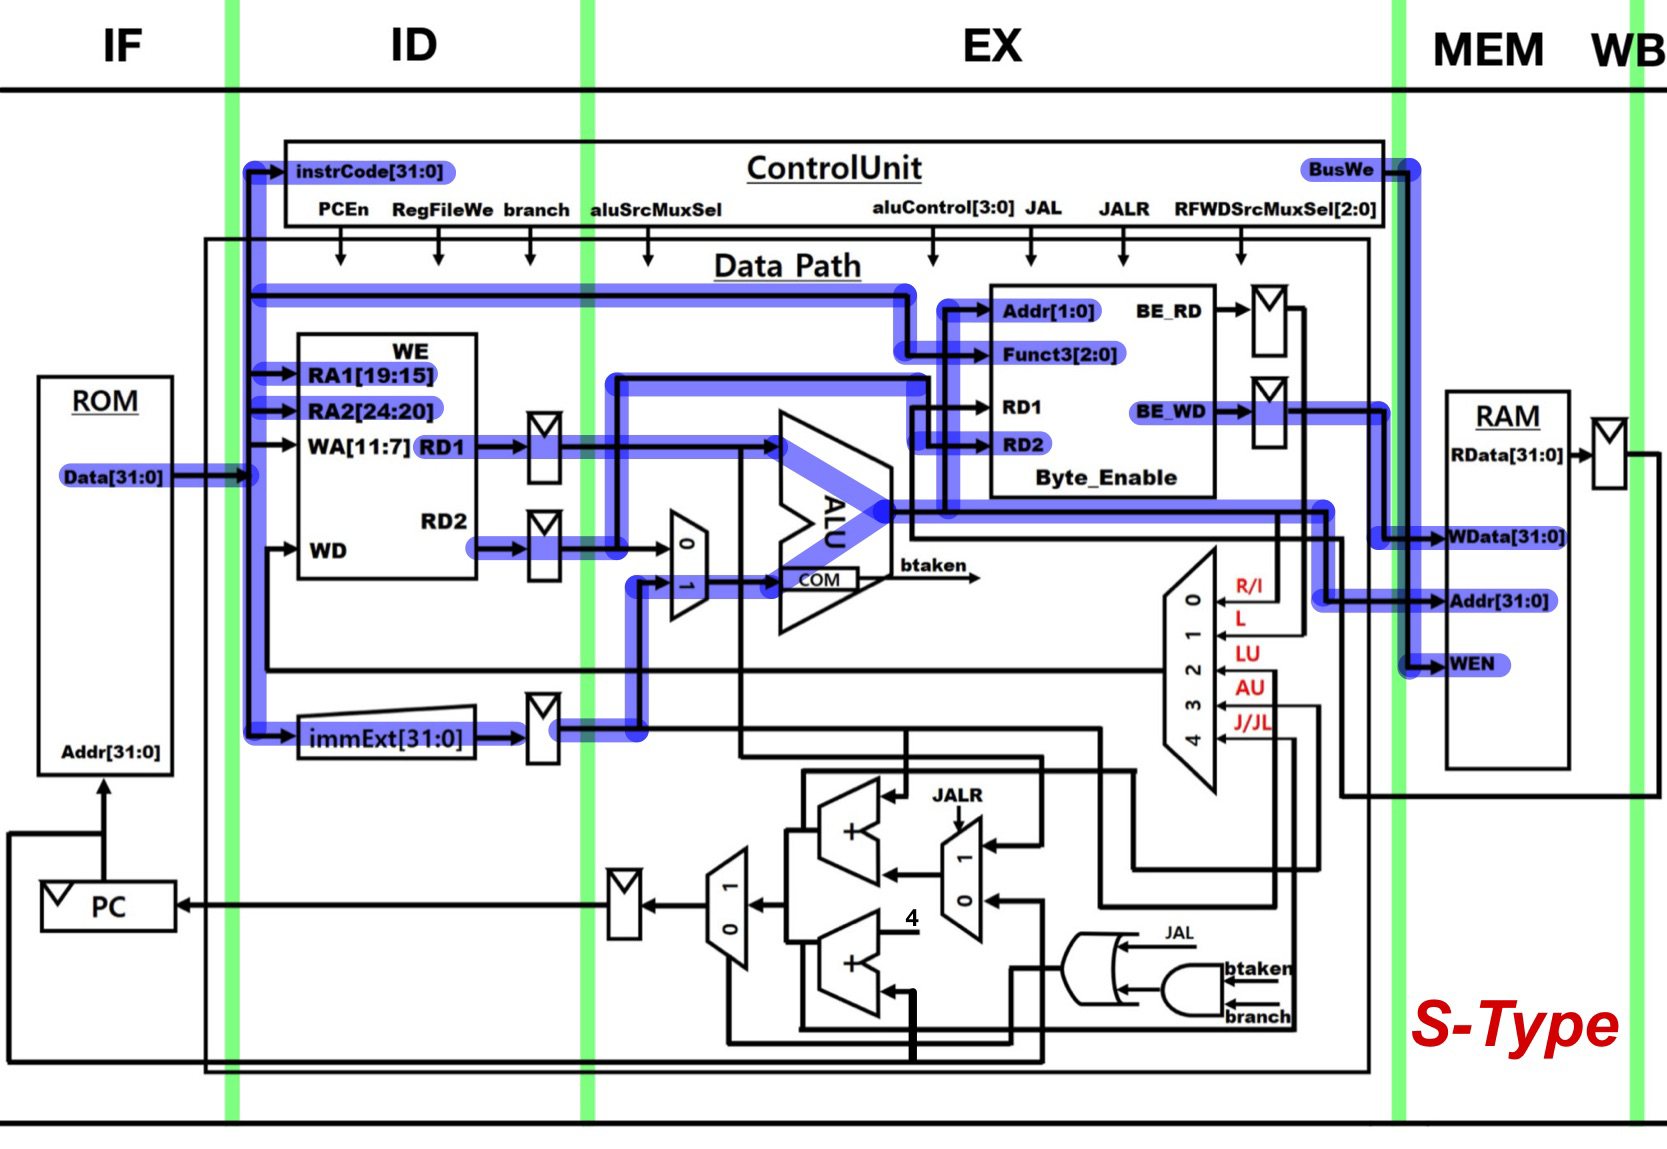 IF ID EX MEM WB
ControlUnit
instrCode[31:0]
BusWe
PCEn RegFileWe branch aluSrcMuxSel aluControl[3:0] JAL JALR RFWDSrcMuxSel[2:0]
Data Path
ROM
Data[31:0]
Addr[31:0]
PC
WE
RA1[19:15]
RA2[24:20]
WA[11:7] RD1
RD2
WD
immExt[31:0]
0
1
ALU
COM
btaken
Addr[1:0] BE_RD
Funct3[2:0]
RD1 BE_WD
RD2
Byte_Enable
0 R/I
1 L
2 LU
3 AU
4 J/JL
RAM
RData[31:0]
WData[31:0]
Addr[31:0]
WEN
+
JALR
1
0
1
0
4
+
JAL
btaken
branch
S-Type